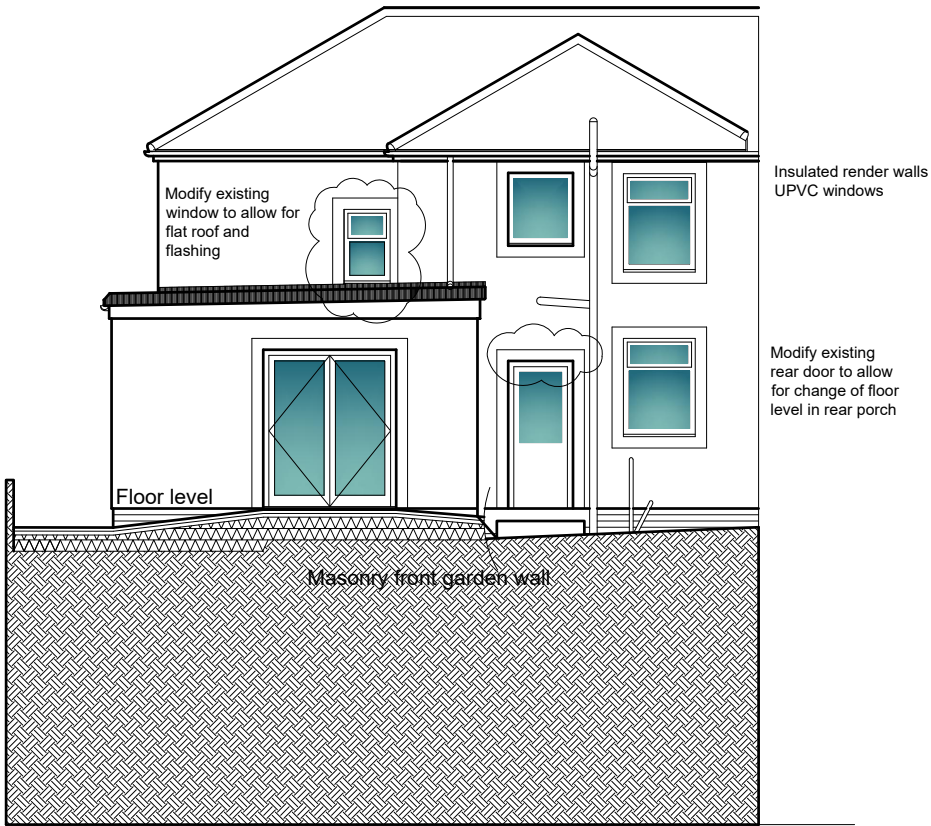 Modify existing
window to allow for
flat roof and
flashing
Insulated render walls
UPVC windows
Modify existing
rear door to allow
for change of floor
level in rear porch
Floor level
Masonry front garden wall